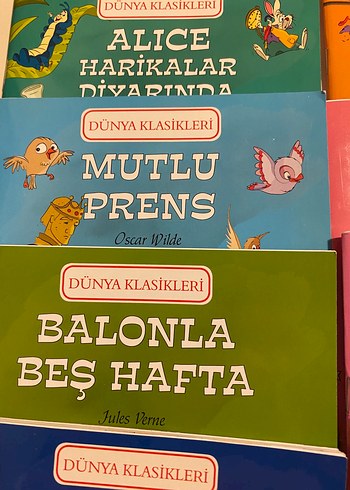 DÜNYA KLASİKLERİ
ALICE
HARİKALAR
DİYARINDA
DÜNYA KLASİKLERİ
MUTLU
PRENS
Oscar Wilde
DÜNYA KLASİKLERİ
BALONLA
BEŞ HAFTA
Jules Verne
DÜNYA KLASİKLERİ